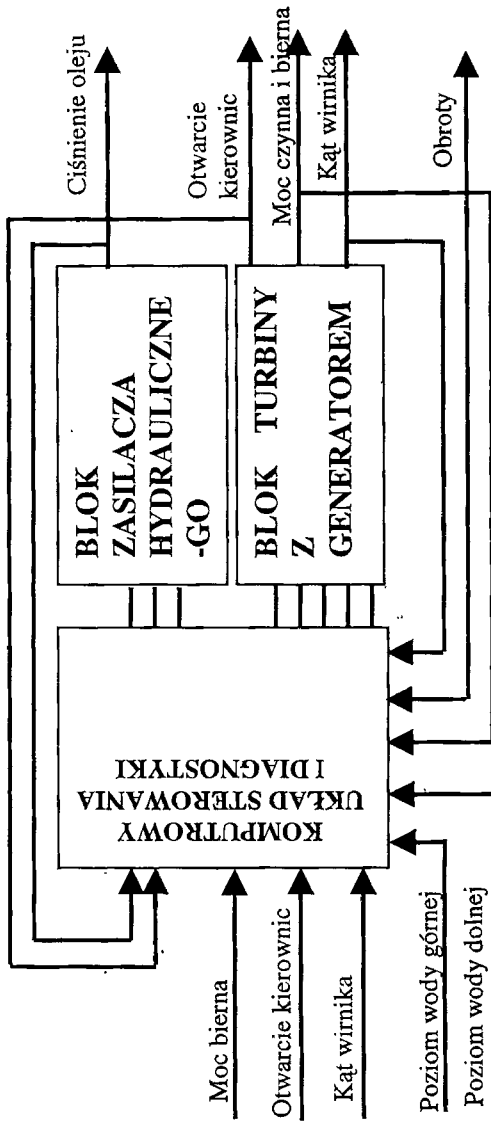 Ciśnienie oleju
Otwarcie
kierownic
Moc czynna i bierna
Kąt wirnika
Obroty
BLOK
ZASILACZA
HYDRAULICZNE
-GO
BLOK TURBINY
Z
GENERATOREM
KOMPUTROWY
UKŁAD STEROWANIA
I DIAGNOSTYKI
Moc bierna
Otwarcie kierownic
Kąt wirnika
Poziom wody górnej
Poziom wody dolnej